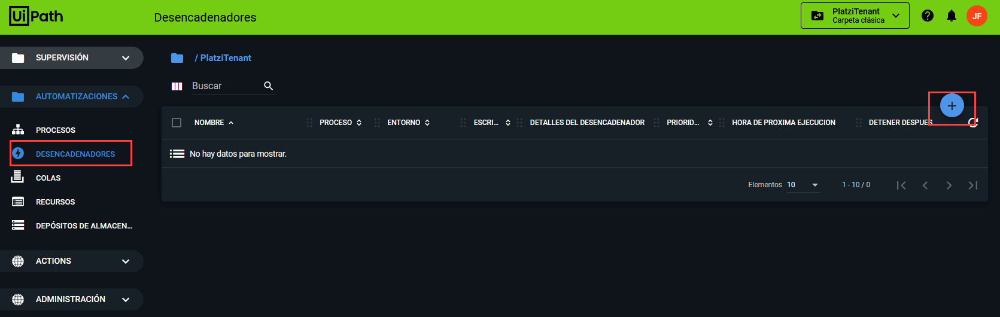 UiPath
Desencadenadores
PlatziTenant
Carpeta clásica
JF
SUPERVISIÓN
/ PlatziTenant
Buscar
AUTOMATIZACIONES
NOMBRE PROCESO ENTORNO ESCRI... DETALLES DEL DESENCADENADOR PRIORID... HORA DE PROXIMA EJECUCION DETENER DESPUES
PROCESOS
DESENCADENADORES
No hay datos para mostrar.
COLAS
Elementos 10 1 - 10 / 0
RECURSOS
DEPÓSITOS DE ALMACEN...
ACTIONS
ADMINISTRACIÓN